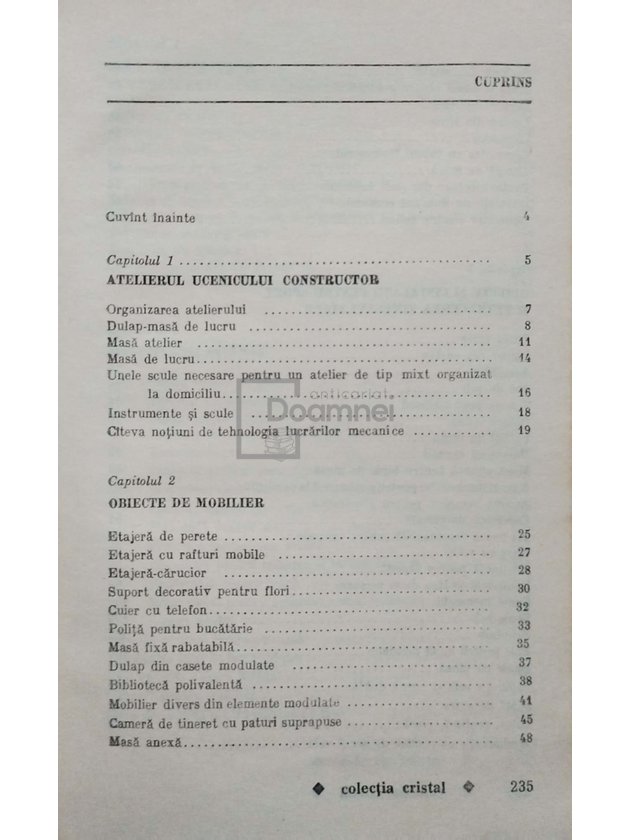 CUPRINS
Cuvînt înainte 4
Capitolul 1 ................................................ 5
ATELIERUL UCENICULUI CONSTRUCTOR
Organizarea atelierului ................................ 7
Dulap-masă de lucru ................................ 8
Masă atelier ................................ 11
Masă de lucru................................ 14
Unele scule necesare pentru un atelier de tip mixt organizat
la domiciliu................................ 16
anticariat
Doamnei
Instrumente și scule ................................ 18
Cîteva noțiuni de tehnologia lucrărilor mecanice ............ 19
Capitolul 2
OBIECTE DE MOBILIER
Etajeră de perete ................................ 25
Etajeră cu rafturi mobile ................................ 27
Etajeră-cărucior ................................ 28
Suport decorativ pentru flori................................ 30
Cuier cu telefon................................ 32
Poliță pentru bucătărie ................................ 33
Masă fixă rabatabilă................................ 35
Dulap din casete modulate ................................ 37
Bibliotecă polivalentă ................................ 38
Mobilier divers din elemente modulate .................... 41
Cameră de tineret cu paturi suprapuse .................... 45
Masă anexă................................ 48
◆ colecția cristal ◆ 235